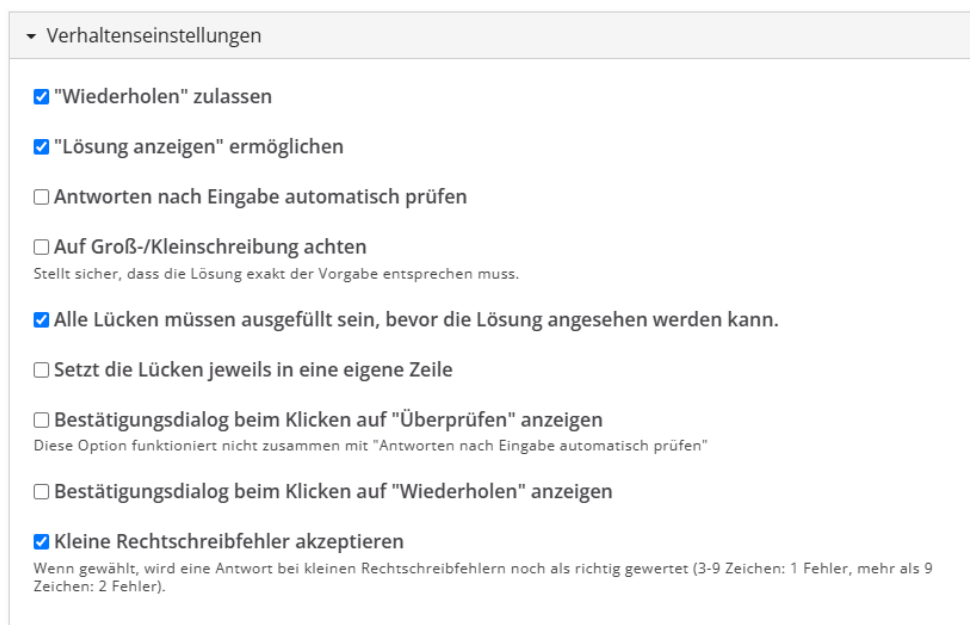 Verhaltenseinstellungen
"Wiederholen" zulassen
"Lösung anzeigen" ermöglichen
Antworten nach Eingabe automatisch prüfen
Auf Groß-/Kleinschreibung achten
Stellt sicher, dass die Lösung exakt der Vorgabe entsprechen muss.
Alle Lücken müssen ausgefüllt sein, bevor die Lösung angesehen werden kann.
Setzt die Lücken jeweils in eine eigene Zeile
Bestätigungsdialog beim Klicken auf "Überprüfen" anzeigen
Diese Option funktioniert nicht zusammen mit "Antworten nach Eingabe automatisch prüfen"
Bestätigungsdialog beim Klicken auf "Wiederholen" anzeigen
Kleine Rechtschreibfehler akzeptieren
Wenn gewählt, wird eine Antwort bei kleinen Rechtschreibfehlern noch als richtig gewertet (3-9 Zeichen: 1 Fehler, mehr als 9
Zeichen: 2 Fehler).